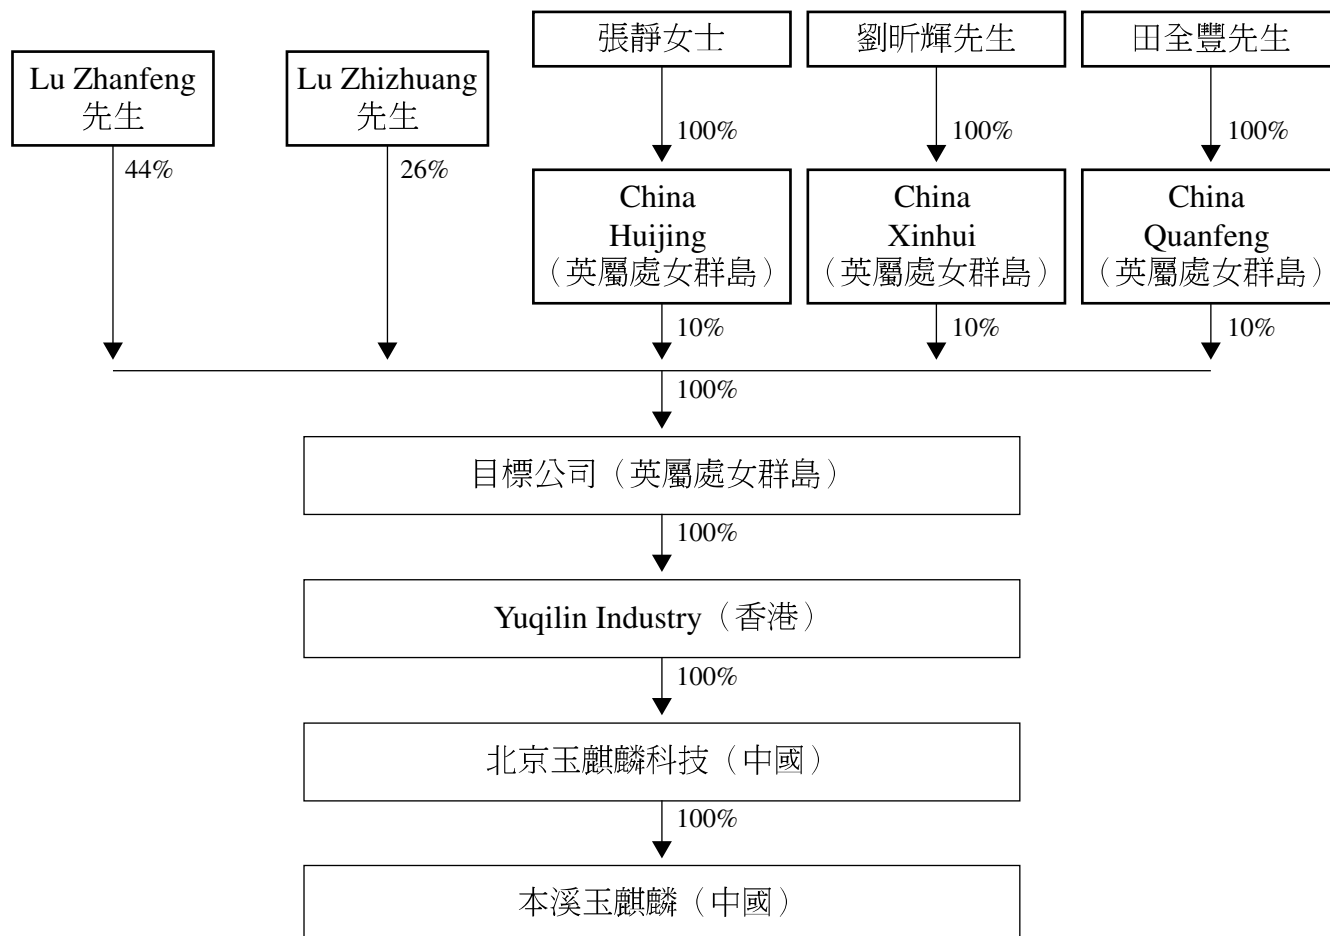 張靜女士
劉昕輝先生
田全豐先生
Lu Zhanfeng
先生
Lu Zhizhuang
先生
100%
100%
100%
44%
26%
China
Huijing
（英屬處女群島）
China
Xinhui
（英屬處女群島）
China
Quanfeng
（英屬處女群島）
10%
10%
10%
100%
目標公司（英屬處女群島）
100%
Yuqilin Industry（香港）
100%
北京玉麒麟科技（中國）
100%
本溪玉麒麟（中國）